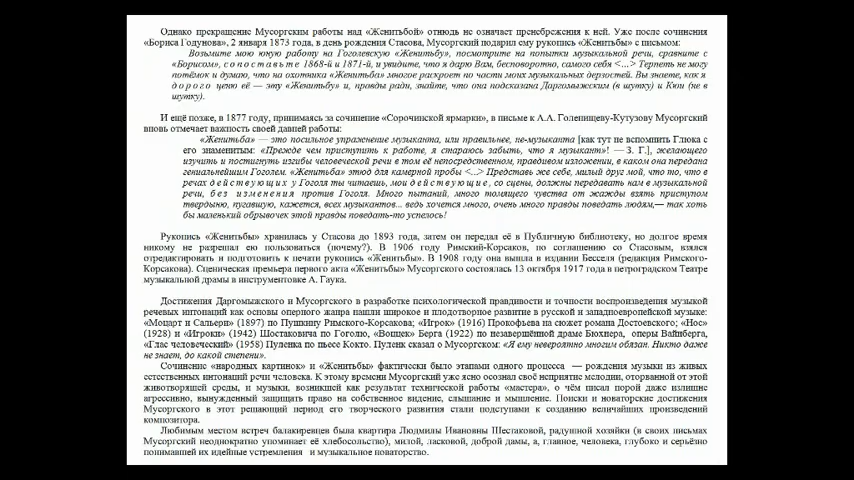 Однако прекращение Мусоргским работы над «Женитьбой» отнюдь не означает пренебрежения к ней. Уже после сочинения
«Бориса Годунова», 2 января 1873 года, в день рождения Стасова, Мусоргский подарил ему рукопись «Женитьбы» с письмом:
Возьмите мою юную работу на Гоголевскую «Женитьбу», посмотрите на попытки музыкальной речи, сравните с
«Борисом», сопоставьте 1868-й и 1871-й, и увидите, что я дарю Вам, бесповоротно, самого себя <...> Терпеть не могу
потёмок и думаю, что на охотника «Женитьба» многое раскроет по части моих музыкальных дерзостей. Вы знаете, как я
дорого ценю её — эту «Женитьбу» и, правды ради, знайте, что она подсказана Даргомыжским (в шутку) и Кюи (не в
шутку).
И ещё позже, в 1877 году, принимаясь за сочинение «Сорочинской ярмарки», в письме к А.А. Голенищеву-Кутузову Мусоргский
вновь отмечает важность своей давней работы:
«Женитьба» — это посильное упражнение музыканта, или правильнее, не-музыканта [как тут не вспомнить Глюка с
его знаменитым: «Прежде чем приступить к работе, я стараюсь забыть, что я музыкант»! — З. Г.], желающего
изучить и постигнуть изгибы человеческой речи в том её непосредственном, правдивом изложении, в каком она передана
гениальнейшим Гоголем. «Женитьба» этюд для камерной пробы <...> Представь же себе, милый друг мой, что то, что в
речах действующих у Гоголя ты читаешь, мои действующие, со сцены, должны передавать нам в музыкальной
речи, без изменения против Гоголя. Много пытаний, много томящего чувства от жажды взять приступом
твердыню, пугавшую, кажется, всех музыкантов... ведь хочется много, очень много правды поведать людям,— так хоть
бы маленький обрывочек этой правды поведать-то успелось!
Рукопись «Женитьбы» хранилась у Стасова до 1893 года, затем он передал её в Публичную библиотеку, но долгое время
никому не разрешал ею пользоваться (почему?). В 1906 году Римский-Корсаков, по соглашению со Стасовым, взялся
отредактировать и подготовить к печати рукопись «Женитьбы». В 1908 году она вышла в издании Бесселя (редакция Римского-
Корсакова). Сценическая премьера первого акта «Женитьбы» Мусоргского состоялась 13 октября 1917 года в петроградском Театре
музыкальной драмы в инструментовке А. Гаука.
Достижения Даргомыжского и Мусоргского в разработке психологической правдивости и точности воспроизведения музыкой
речевых интонаций как основы оперного жанра нашли широкое и плодотворное развитие в русской и западноевропейской музыке:
«Моцарт и Сальери» (1897) по Пушкину Римского-Корсакова; «Игрок» (1916) Прокофьева на сюжет романа Достоевского; «Нос»
(1928) и «Игроки» (1942) Шостаковича по Гоголю, «Воццек» Берга (1922) по незавершённой драме Бюхнера, оперы Вайнберга,
«Глас человеческий» (1958) Пуленка по пьесе Кокто. Пуленк сказал о Мусоргском: «Я ему невероятно многим обязан. Никто даже
не знает, до какой степени».
Сочинение «народных картинок» и «Женитьбы» фактически было этапами одного процесса — рождения музыки из живых
естественных интонаций речи человека. К этому времени Мусоргский уже ясно осознал своё неприятие мелодии, оторванной от этой
животворящей среды, и музыки, возникшей как результат технической работы «мастера», о чём писал порой даже излишне
агрессивно, вынужденный защищать право на собственное видение, слышание и мышление. Поиски и новаторские достижения
Мусоргского в этот решающий период его творческого развития стали подступами к созданию величайших произведений
композитора.
Любимым местом встреч балакиревцев была квартира Людмилы Ивановны Шестаковой, радушной хозяйки (в своих письмах
Мусоргский неоднократно упоминает её хлебосольство), милой, ласковой, доброй дамы, а, главное, человека, глубоко и серьёзно
понимавшей их идейные устремления и музыкальное новаторство.